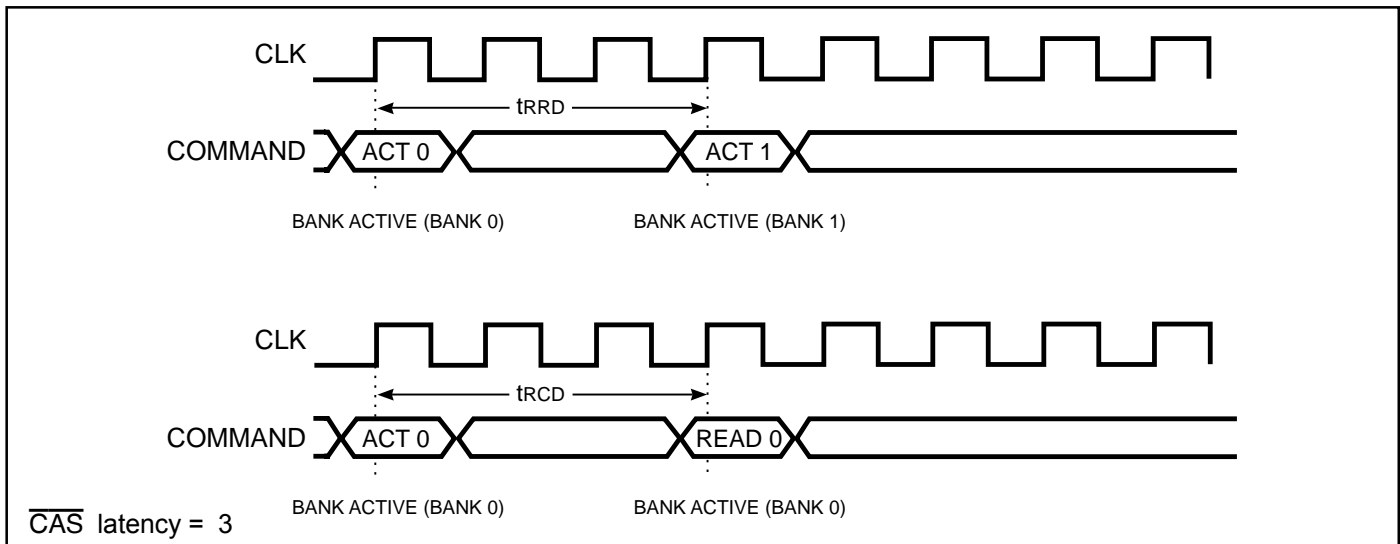 CLK
tRRD
COMMAND ACT 0 ACT 1
BANK ACTIVE (BANK 0) BANK ACTIVE (BANK 1)
CLK
tRCD
COMMAND ACT 0 READ 0
BANK ACTIVE (BANK 0) BANK ACTIVE (BANK 0)
C̅A̅S̅ latency = 3